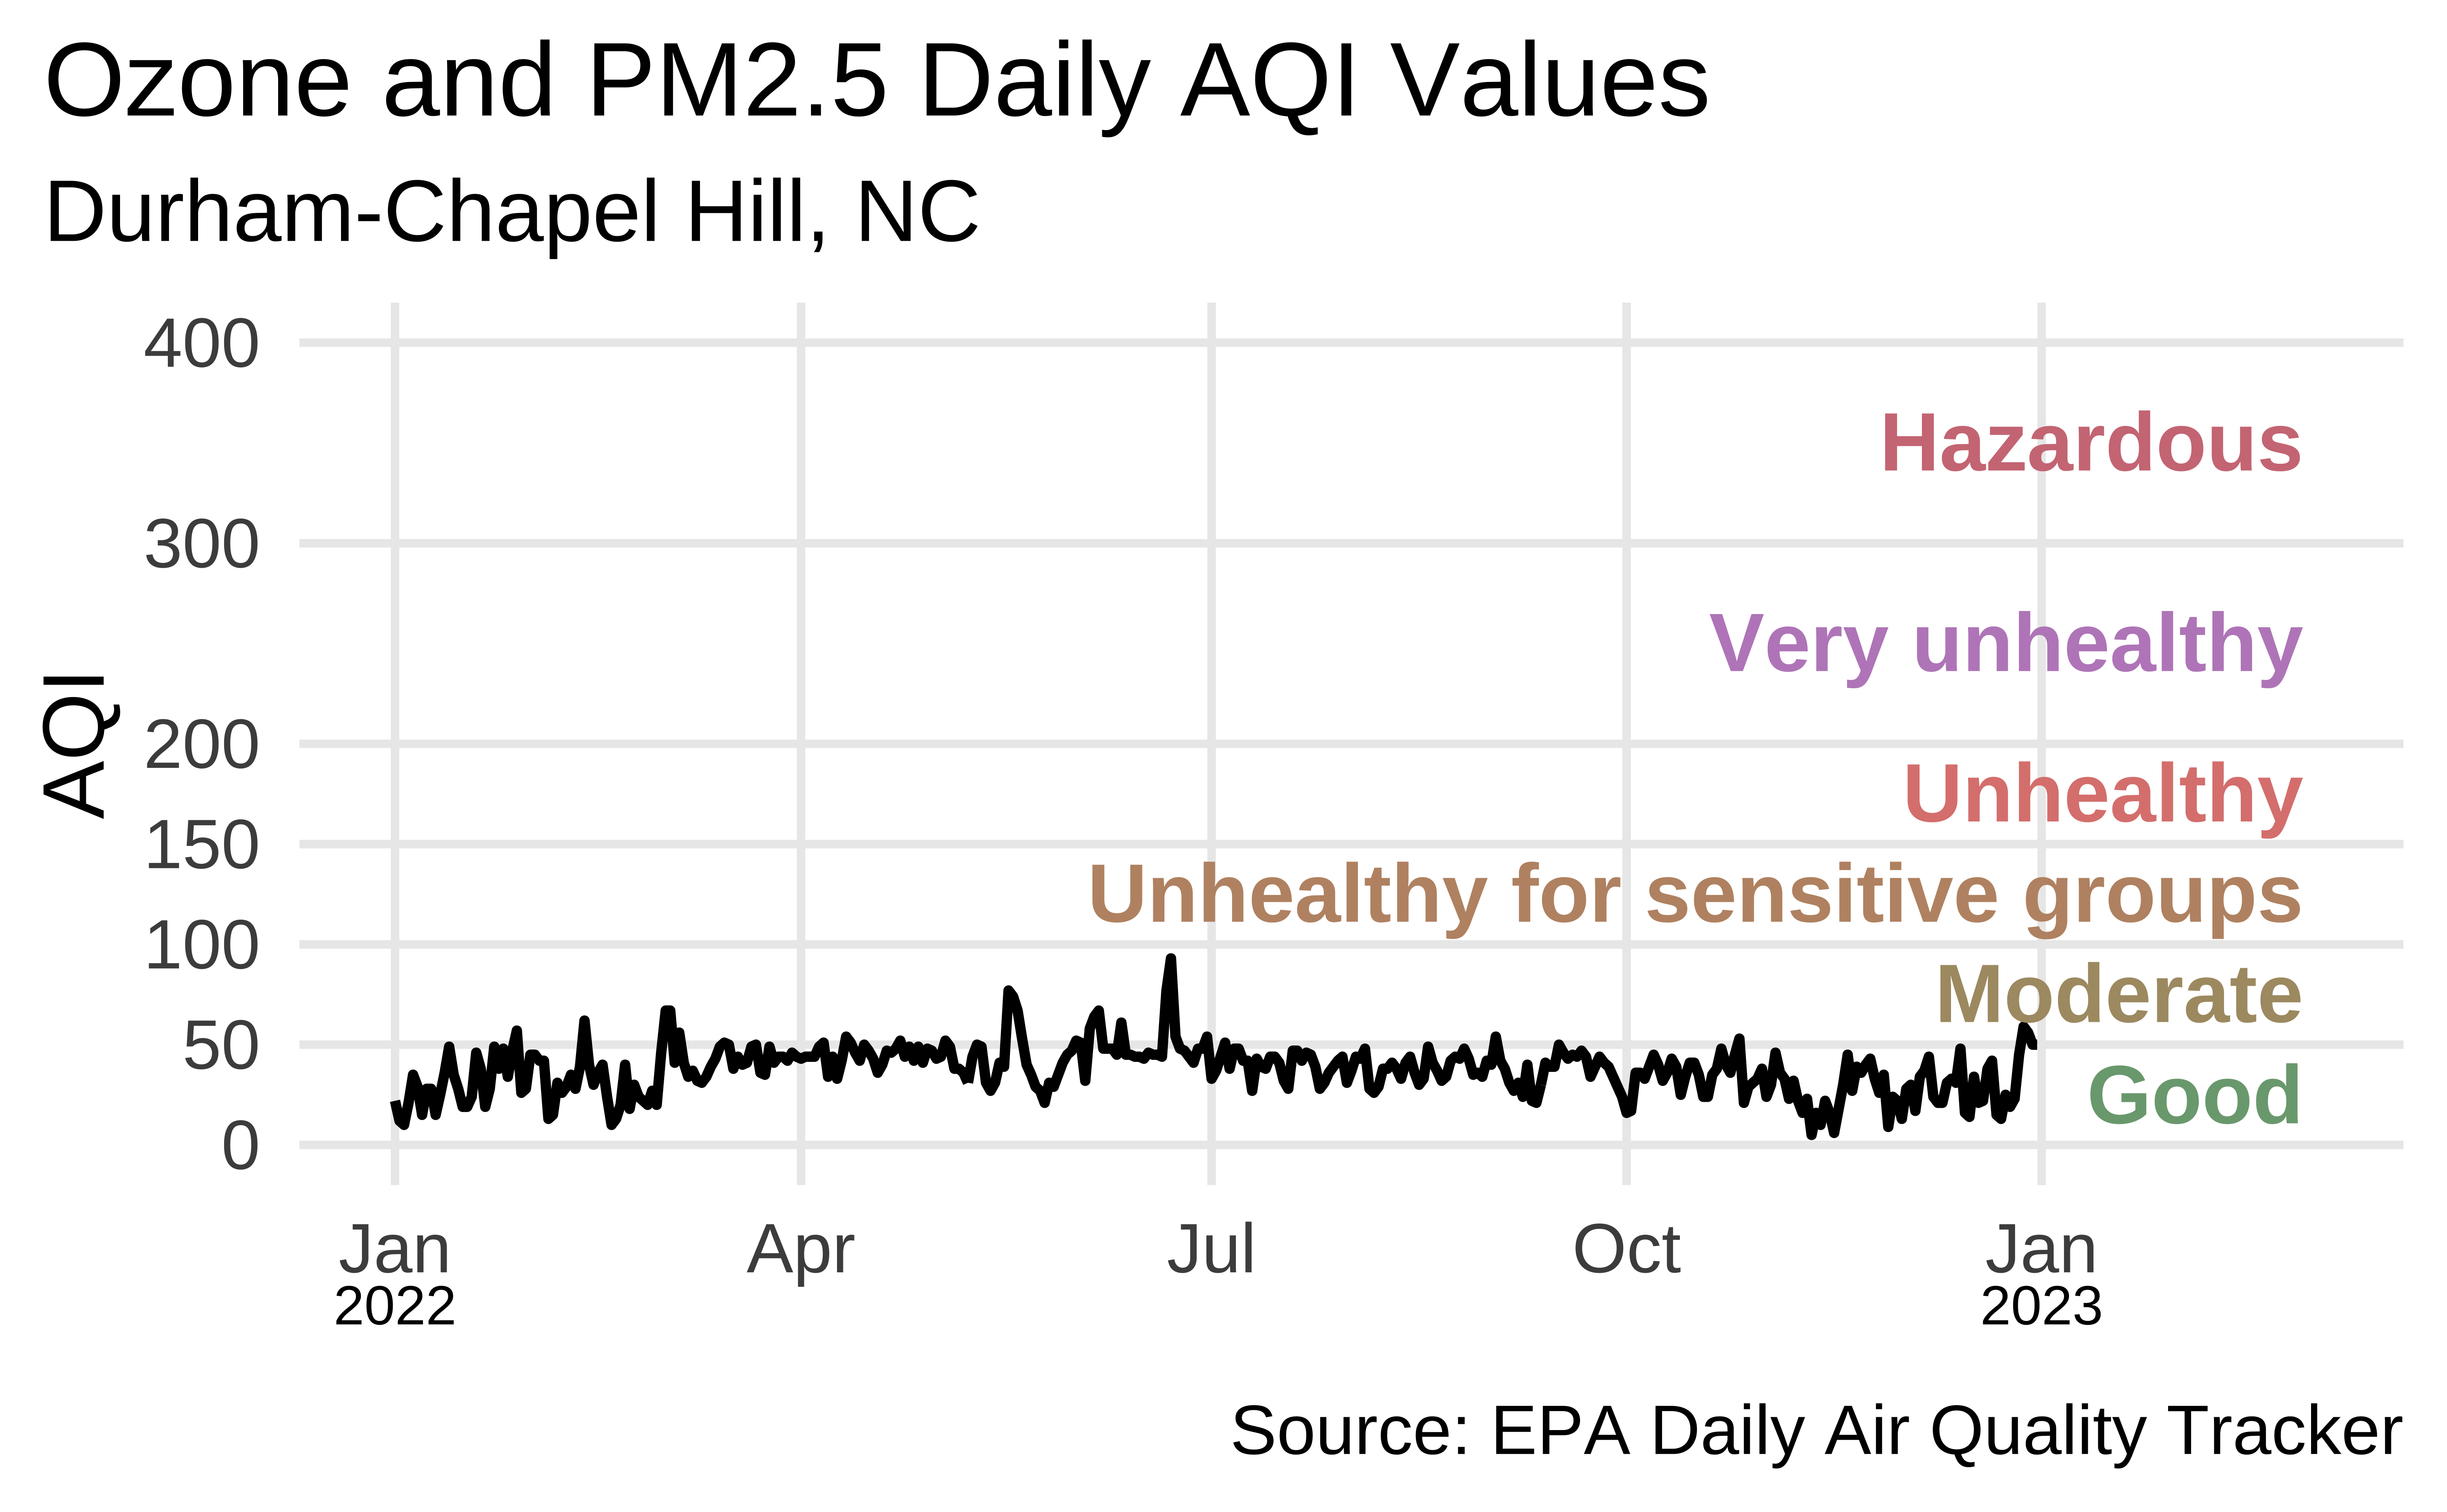 Ozone and PM2.5 Daily AQI Values
Durham-Chapel Hill, NC
400
Hazardous
300
Very unhealthy
AQI
200
Unhealthy
150
Unhealthy for sensitive groups
100
Moderate
50
Good
0
Jan Apr Jul Oct Jan
2022 2023
Source: EPA Daily Air Quality Tracker